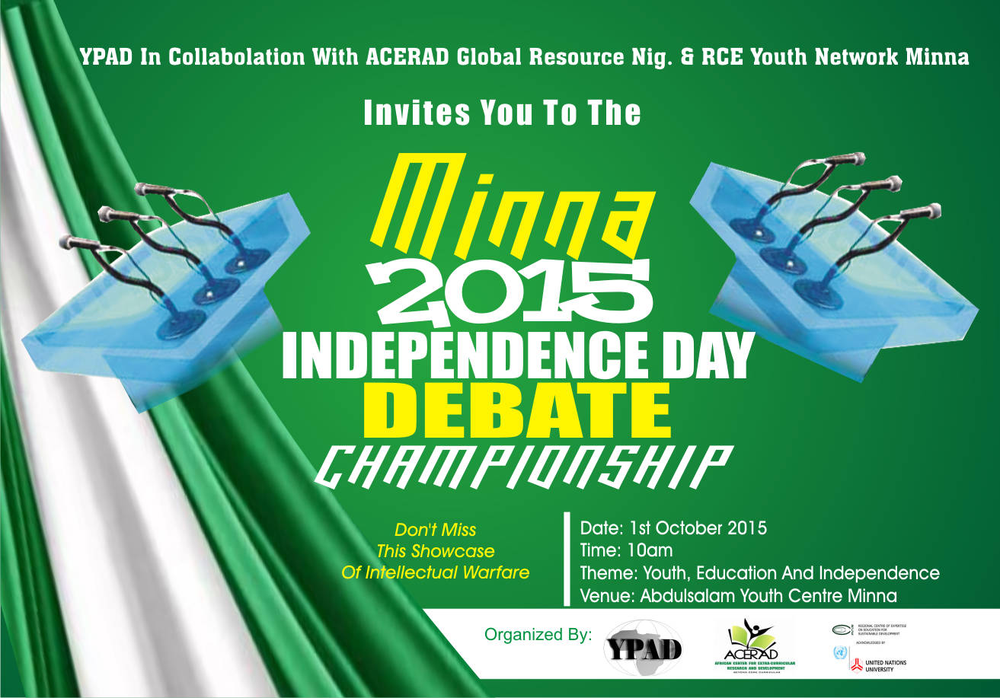 YPAD In Collabolation With ACERAD Global Resource Nig. & RCE Youth Network Minna
Invites You To The
Minna
2015
INDEPENDENCE DAY
DEBATE
CHAMPIONSHIP
Don't Miss
This Showcase
Of Intellectual Warfare
Date: 1st October 2015
Time: 10am
Theme: Youth, Education And Independence
Venue: Abdulsalam Youth Centre Minna
Organized By:
YPAD
ACERAD
AFRICAN CENTER FOR EXTRA-CURRICULAR
RESEARCH AND DEVELOPMENT
BEYOND CORE CURRICULAR
REGIONAL CENTRE OF EXPERTISE
ON EDUCATION FOR
SUSTAINABLE DEVELOPMENT
ACKNOWLEDGED BY
UNITED NATIONS
UNIVERSITY